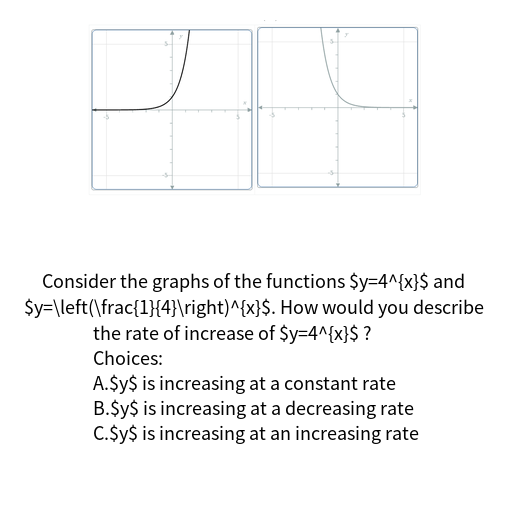 y y
5 5
x x
-5 5 -5 5
-5 -5
Consider the graphs of the functions $y=4^{x}$ and
$y=\left(\frac{1}{4}\right)^{x}$. How would you describe
the rate of increase of $y=4^{x}$ ?
Choices:
A.$y$ is increasing at a constant rate
B.$y$ is increasing at a decreasing rate
C.$y$ is increasing at an increasing rate